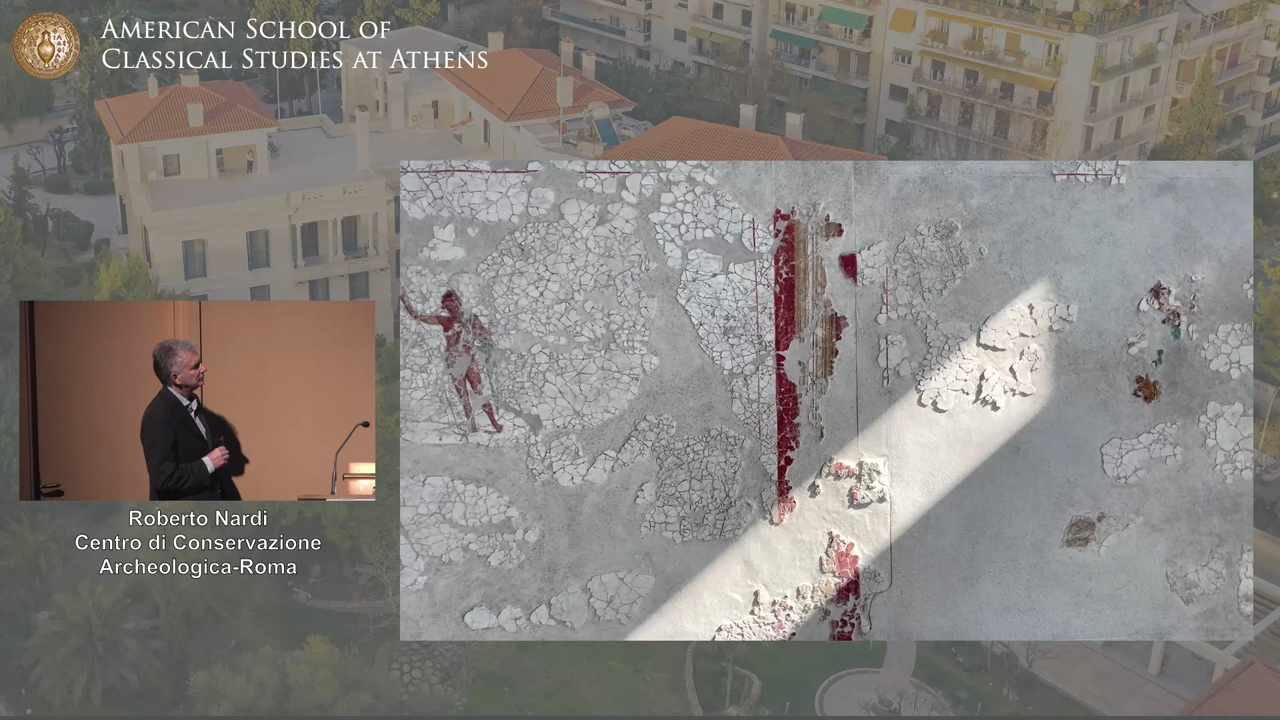 American School of
Classical Studies at Athens
Roberto Nardi
Centro di Conservazione
Archeologica-Roma